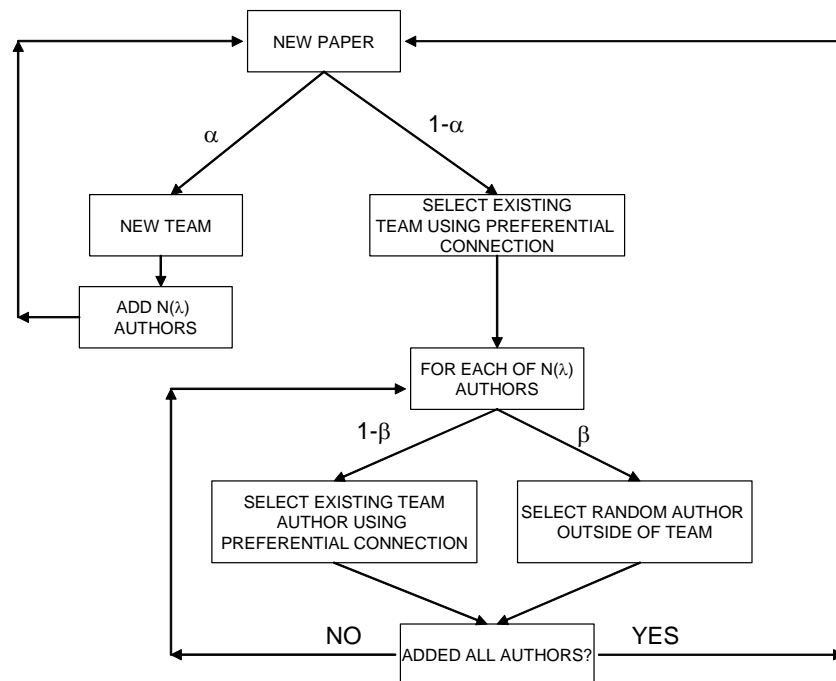 NEW PAPER
α
1-α
NEW TEAM
SELECT EXISTING
TEAM USING PREFERENTIAL
CONNECTION
ADD N(λ)
AUTHORS
FOR EACH OF N(λ)
AUTHORS
1-β
β
SELECT EXISTING TEAM
AUTHOR USING
PREFERENTIAL CONNECTION
SELECT RANDOM AUTHOR
OUTSIDE OF TEAM
NO
ADDED ALL AUTHORS?
YES